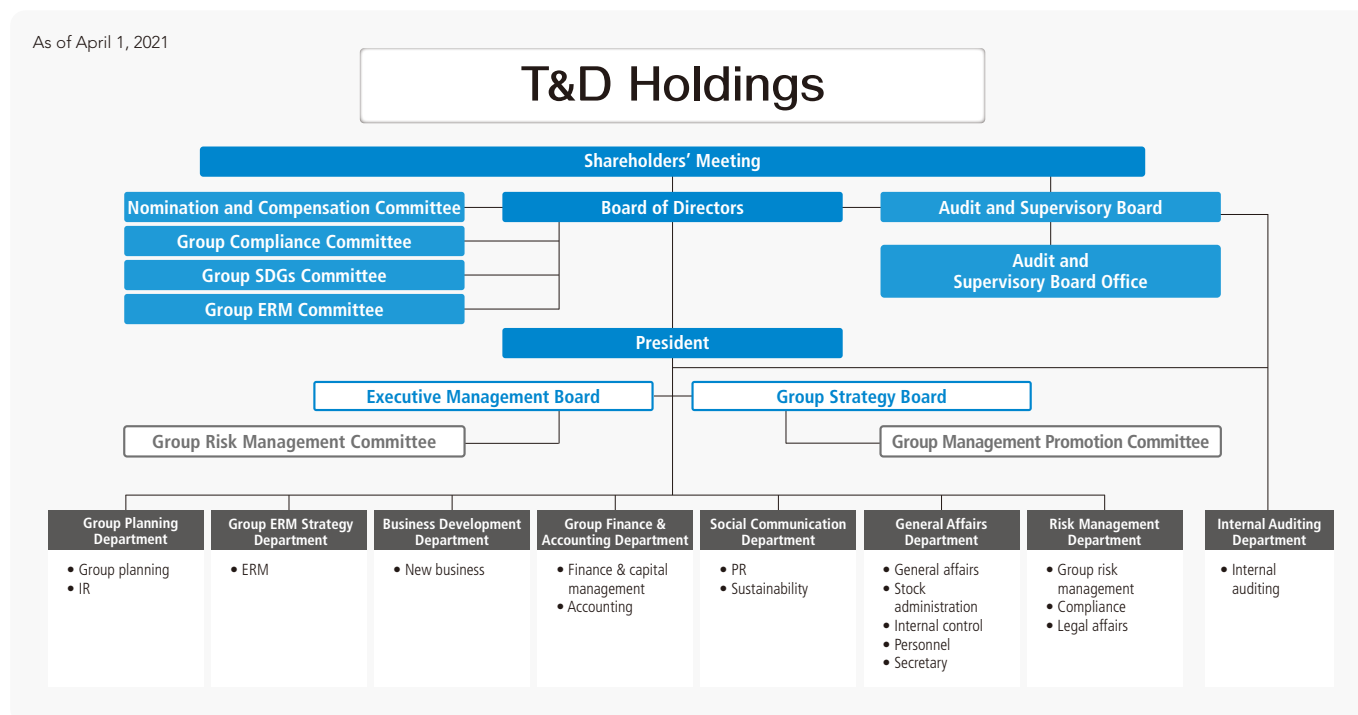 As of April 1, 2021
T&D Holdings
Shareholders’ Meeting
Nomination and Compensation Committee
Board of Directors
Audit and Supervisory Board
Group Compliance Committee
Group SDGs Committee
Group ERM Committee
Audit and
Supervisory Board Office
President
Executive Management Board
Group Strategy Board
Group Risk Management Committee
Group Management Promotion Committee
Group Planning
Department
• Group planning
• IR
Group ERM Strategy
Department
• ERM
Business Development
Department
• New business
Group Finance &
Accounting Department
• Finance & capital
management
• Accounting
Social Communication
Department
• PR
• Sustainability
General Affairs
Department
• General affairs
• Stock
administration
• Internal control
• Personnel
• Secretary
Risk Management
Department
• Group risk
management
• Compliance
• Legal affairs
Internal Auditing
Department
• Internal
auditing